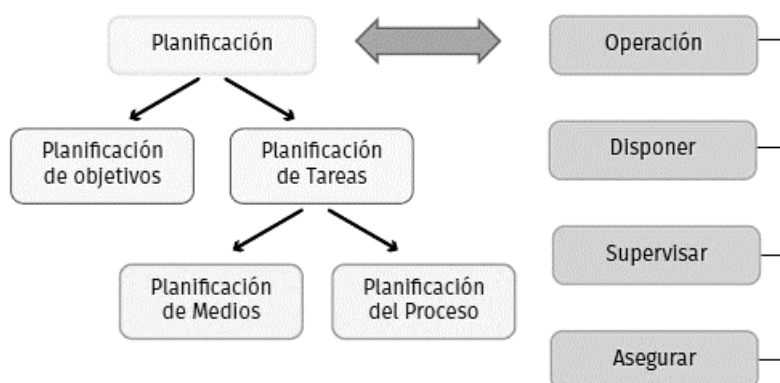 Planificación
Operación
Planificación
de objetivos
Planificación
de Tareas
Disponer
Supervisar
Planificación
de Medios
Planificación
del Proceso
Asegurar